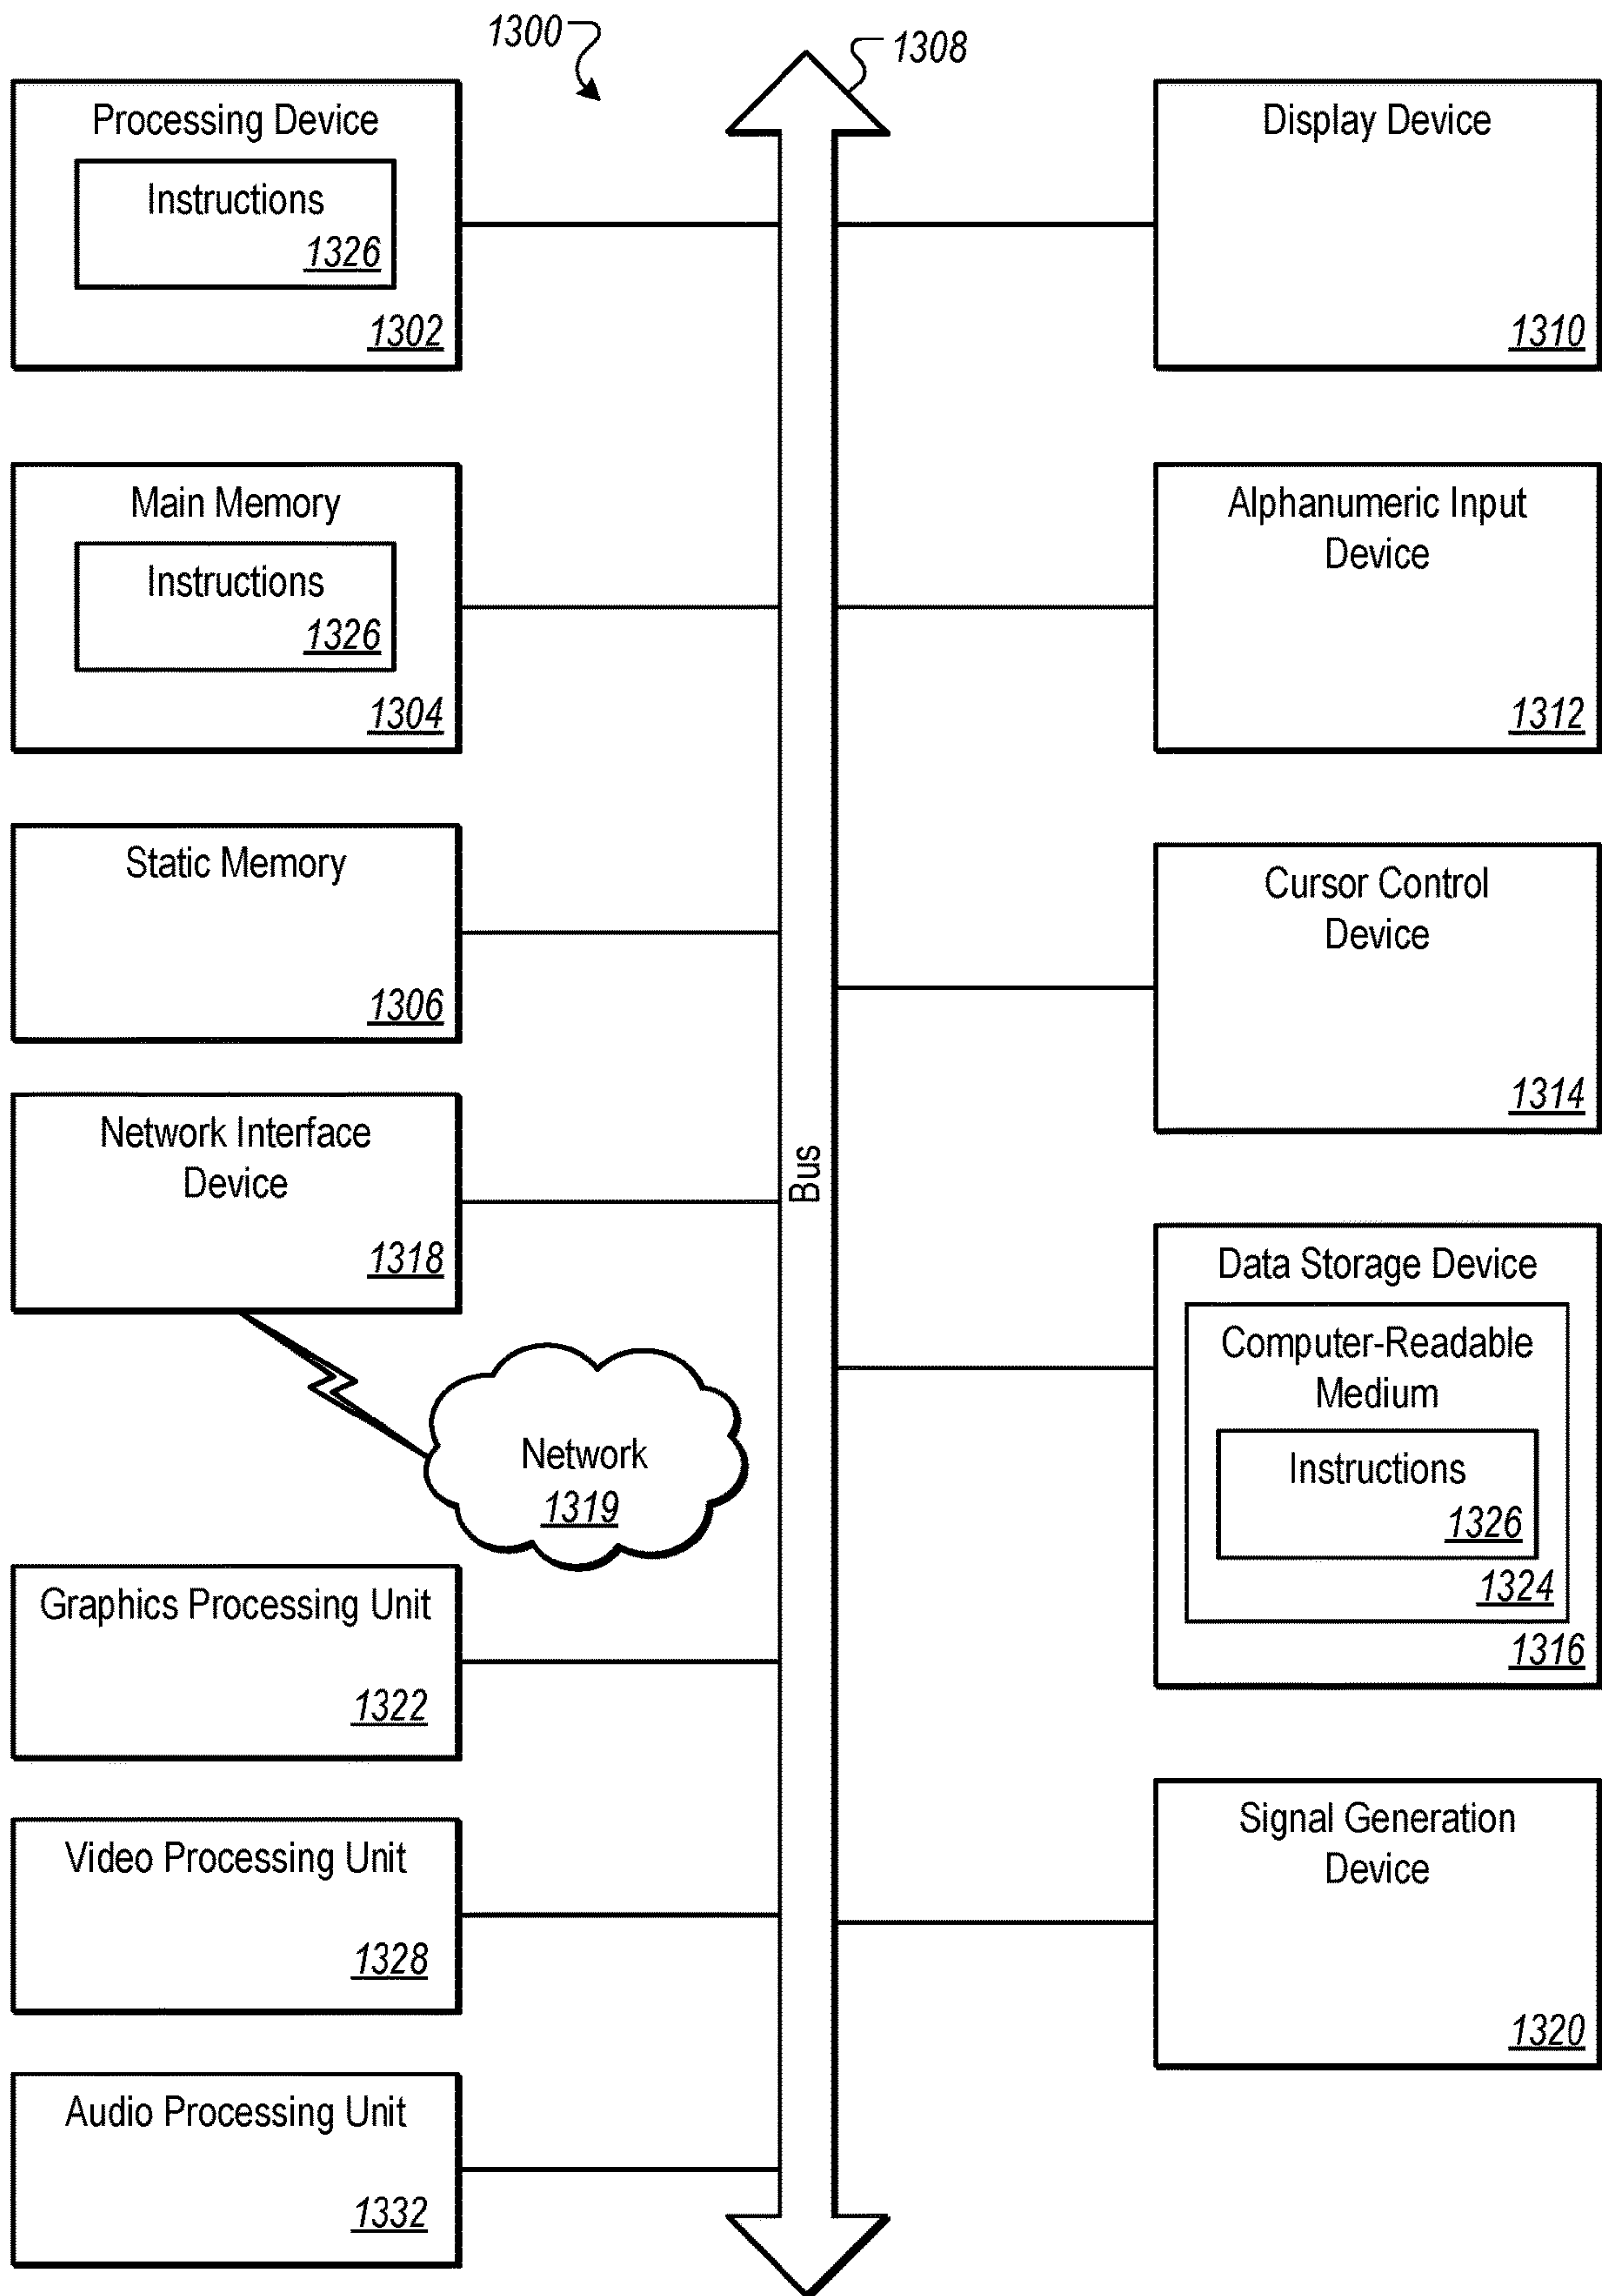 1300
1308
Processing Device
Instructions
1326
1302
Display Device
1310
Main Memory
Instructions
1326
1304
Alphanumeric Input
Device
1312
Static Memory
1306
Cursor Control
Device
1314
Network Interface
Device
1318
Bus
Network
1319
Data Storage Device
Computer-Readable
Medium
Instructions
1326
1324
1316
Graphics Processing Unit
1322
Video Processing Unit
1328
Signal Generation
Device
1320
Audio Processing Unit
1332